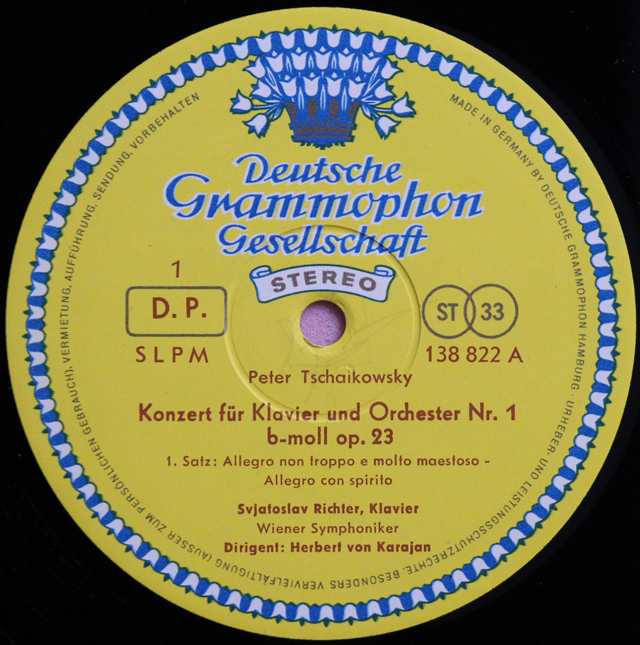 Deutsche
Grammophon
Gesellschaft
STEREO
1
D. P.
SLPM
ST 33
138 822 A
Peter Tschaikowsky
Konzert für Klavier und Orchester Nr. 1
b-moll op. 23
1. Satz: Allegro non troppo e molto maestoso –
Allegro con spirito
Svjatoslav Richter, Klavier
Wiener Symphoniker
Dirigent: Herbert von Karajan
MADE IN GERMANY BY DEUTSCHE GRAMMOPHON HAMBURG · URHEBER- UND LEISTUNGSSCHUTZRECHTE, BESONDERS VERVIELFÄLTIGUNG (AUSSER ZUM PERSÖNLICHEN GEBRAUCH), VERMIETUNG, AUFFÜHRUNG, SENDUNG, VORBEHALTEN